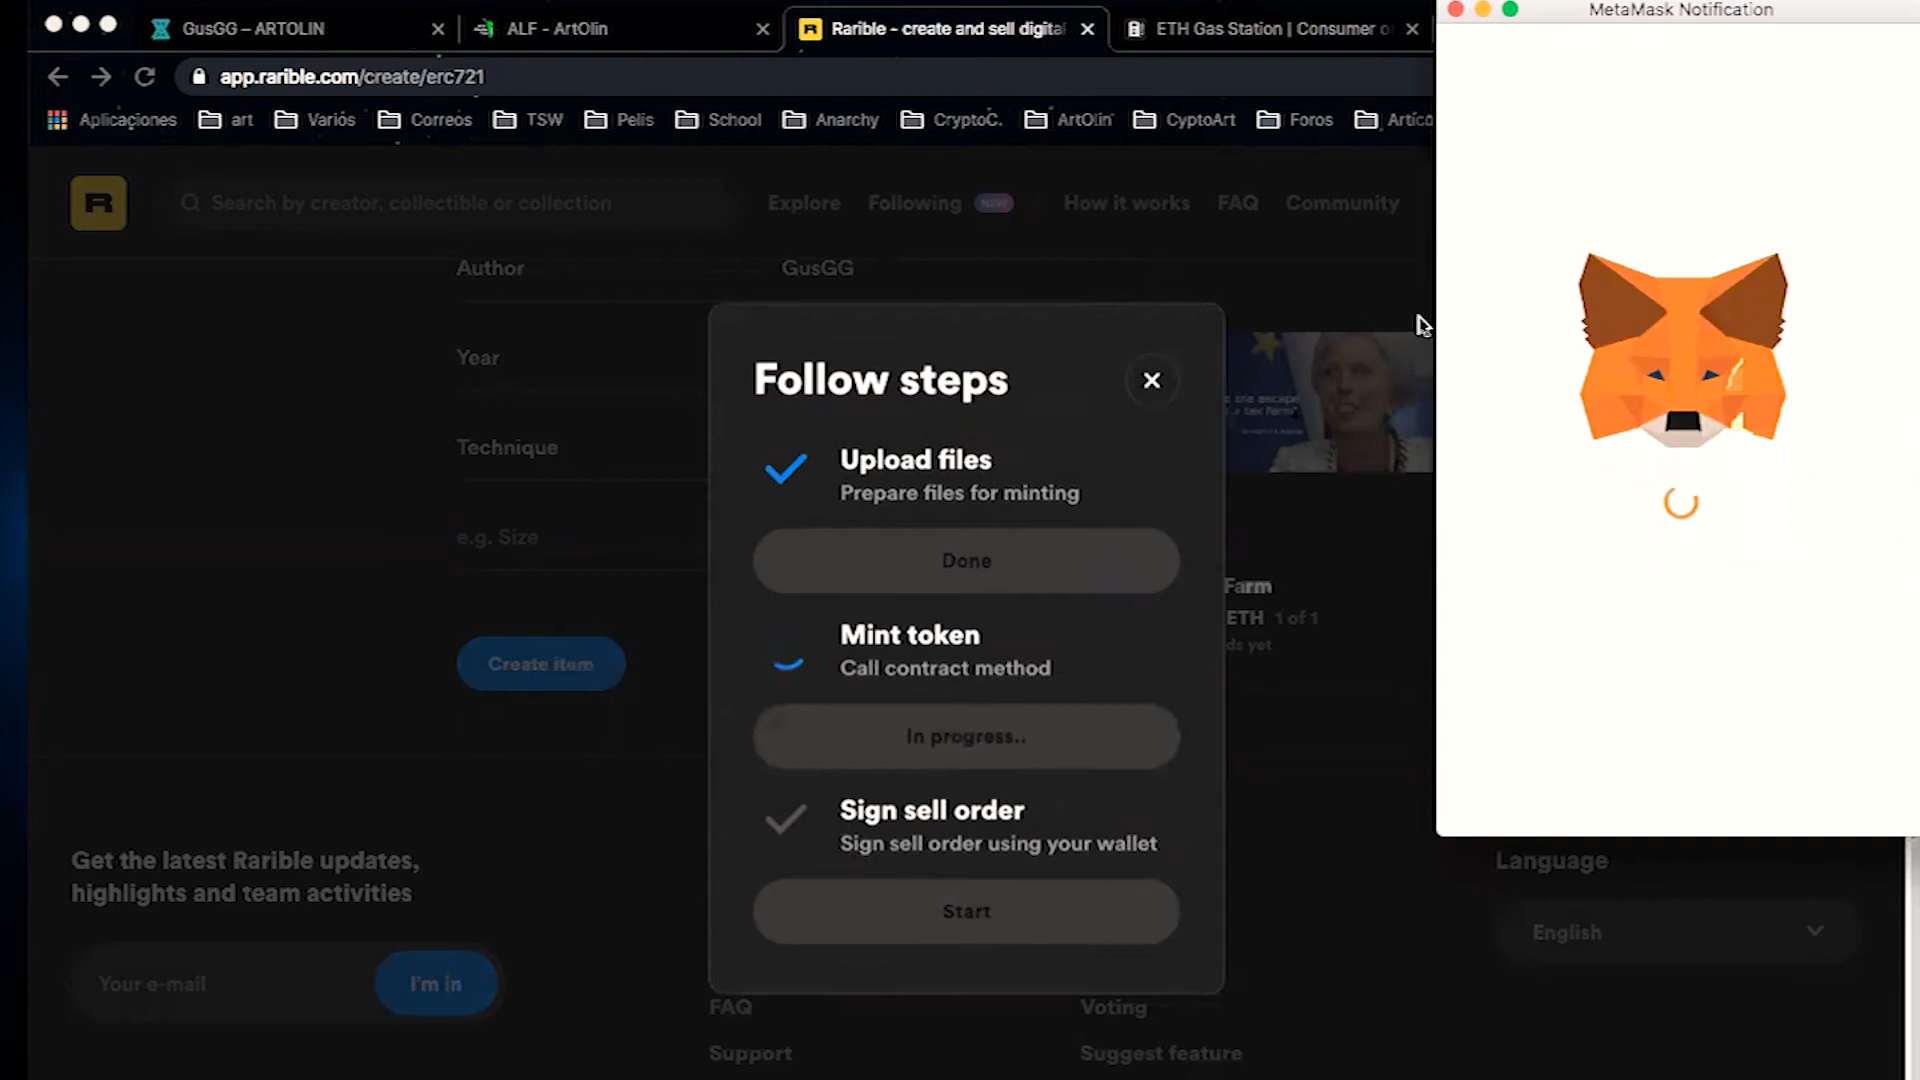 GusGG – ARTOLIN
ALF - ArtOlin
Rarible - create and sell digital
ETH Gas Station | Consumer o
MetaMask Notification
app.rarible.com/create/erc721
Aplicaciones
art
Varios
Correos
TSW
Pelis
School
Anarchy
CryptoC.
ArtOlin
CyptoArt
Foros
Artíco
R
Search by creator, collectible or collection
Explore
Following
NEW
How it works
FAQ
Community
Author
GusGG
Year
Technique
e.g. Size
Create item
Follow steps
Upload files
Prepare files for minting
Done
Mint token
Call contract method
In progress..
Sign sell order
Sign sell order using your wallet
Start
Farm
ETH 1 of 1
ds yet
Get the latest Rarible updates,
highlights and team activities
Your e-mail
I'm in
FAQ
Support
Voting
Suggest feature
Language
English